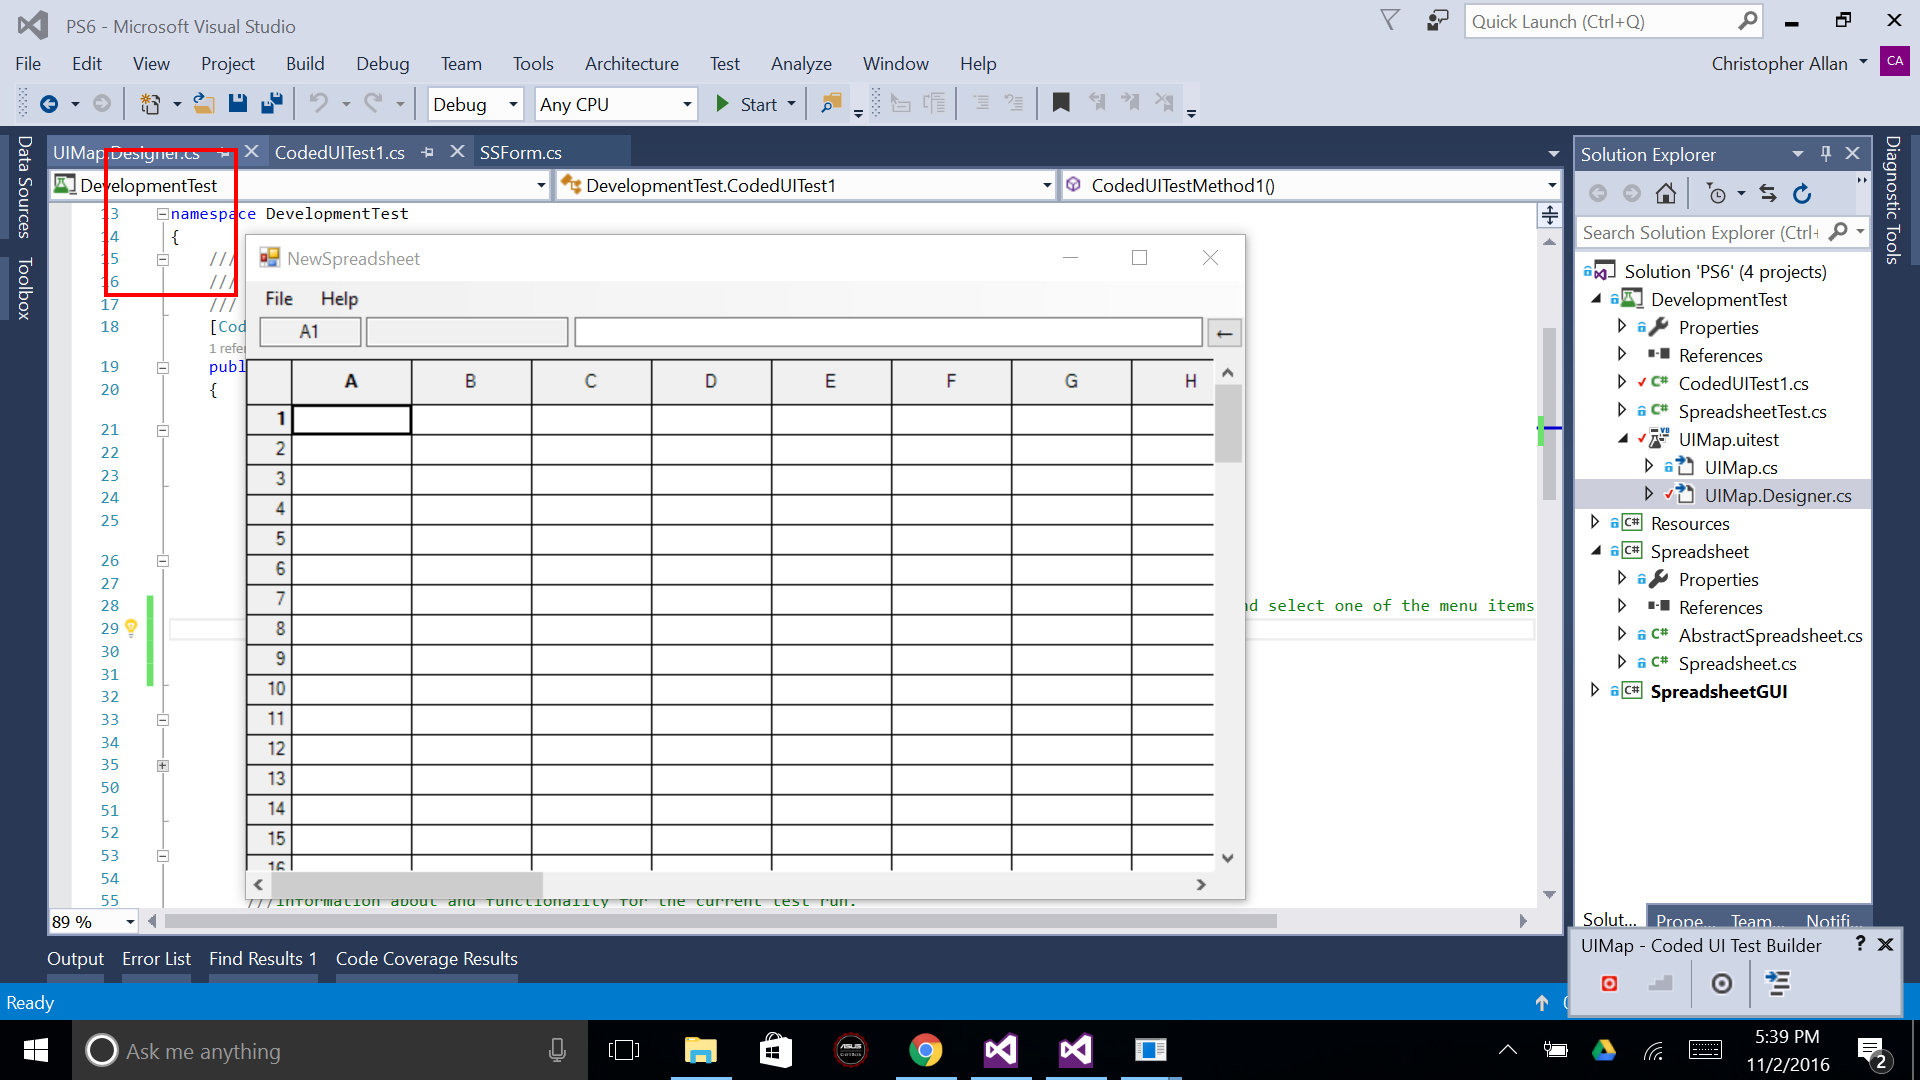 PS6 - Microsoft Visual Studio
Quick Launch (Ctrl+Q)
File Edit View Project Build Debug Team Tools Architecture Test Analyze Window Help
Christopher Allan CA
Debug Any CPU Start
Data Sources
Toolbox
UIMap.Designer.cs CodedUITest1.cs SSForm.cs
DevelopmentTest DevelopmentTest.CodedUITest1 CodedUITestMethod1()
13 namespace DevelopmentTest
14 {
15 ///
16 ///
17 ///
18 [Cod
1 refe
19 publ
20 {
21
22
23
24
25
26
27
28 nd select one of the menu items
29
30
31
32
33
34
35
50
51
52
53
54
55 ///information about and functionality for the current test run.
89 %
NewSpreadsheet
File Help
A1 ←
A B C D E F G H
1
2
3
4
5
6
7
8
9
10
11
12
13
14
15
16
Solution Explorer
Search Solution Explorer (Ctrl+
Solution 'PS6' (4 projects)
DevelopmentTest
Properties
References
C# CodedUITest1.cs
C# SpreadsheetTest.cs
UIMap.uitest
UIMap.cs
UIMap.Designer.cs
C# Resources
C# Spreadsheet
Properties
References
C# AbstractSpreadsheet.cs
C# Spreadsheet.cs
C# SpreadsheetGUI
Diagnostic Tools
Solut... Prope... Team... Notifi...
UIMap - Coded UI Test Builder ?
Output Error List Find Results 1 Code Coverage Results
Ready
Ask me anything
ASUS
5:39 PM
11/2/2016
2